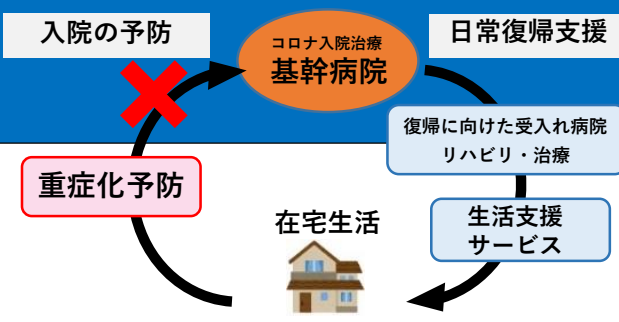 入院の予防
コロナ入院治療
基幹病院
日常復帰支援
復帰に向けた受入れ病院
リハビリ・治療
重症化予防
生活支援
サービス
在宅生活